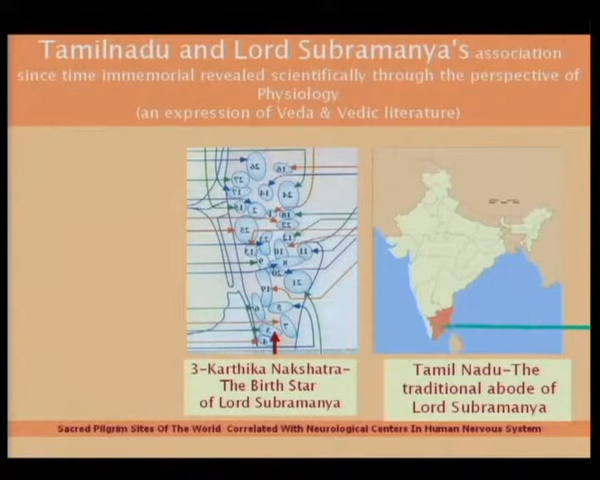 Tamilnadu and Lord Subramanya's association
since time immemorial revealed scientifically through the perspective of
Physiology
(an expression of Veda & Vedic literature)
3-Karthika Nakshatra-
The Birth Star
of Lord Subramanya
Tamil Nadu-The
traditional abode of
Lord Subramanya
Sacred Pilgrim Sites Of The World Correlated With Neurological Centers In Human Nervous System